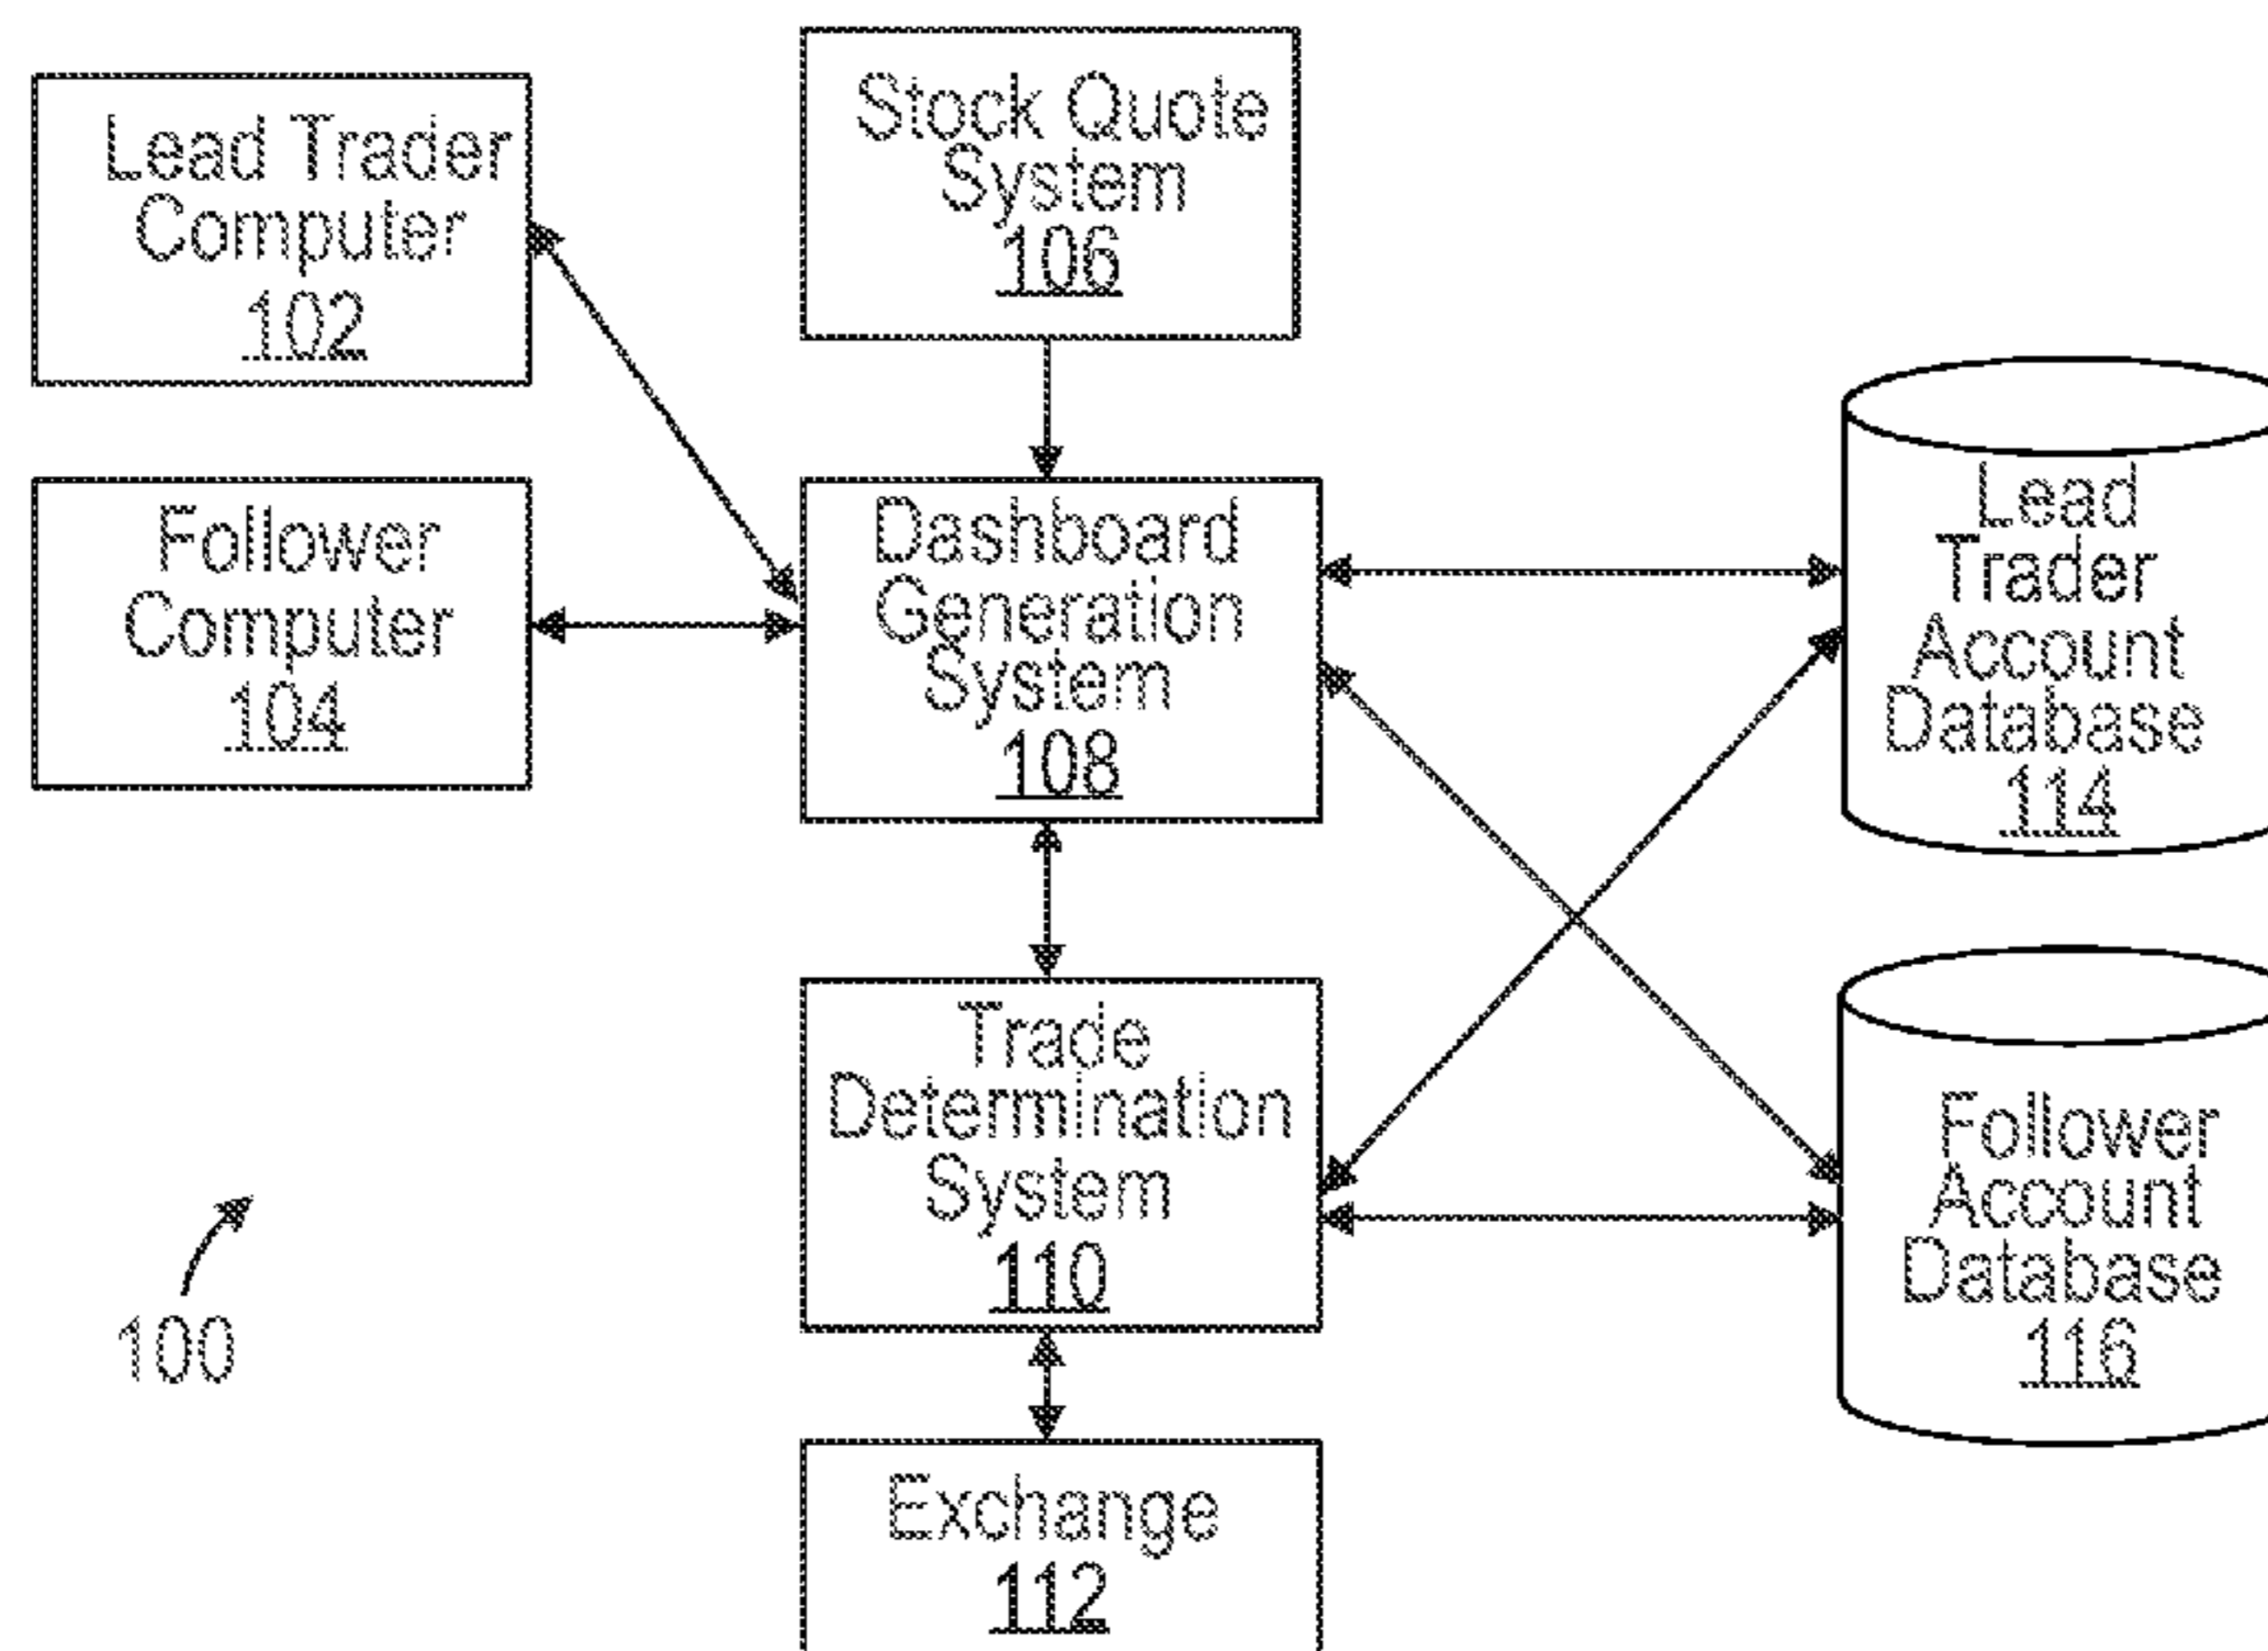 Lead Trader
Computer
102
Stock Quote
System
106
Follower
Computer
104
Dashboard
Generation
System
108
Lead
Trader
Account
Database
114
Trade
Determination
System
110
Follower
Account
Database
116
100
Exchange
112